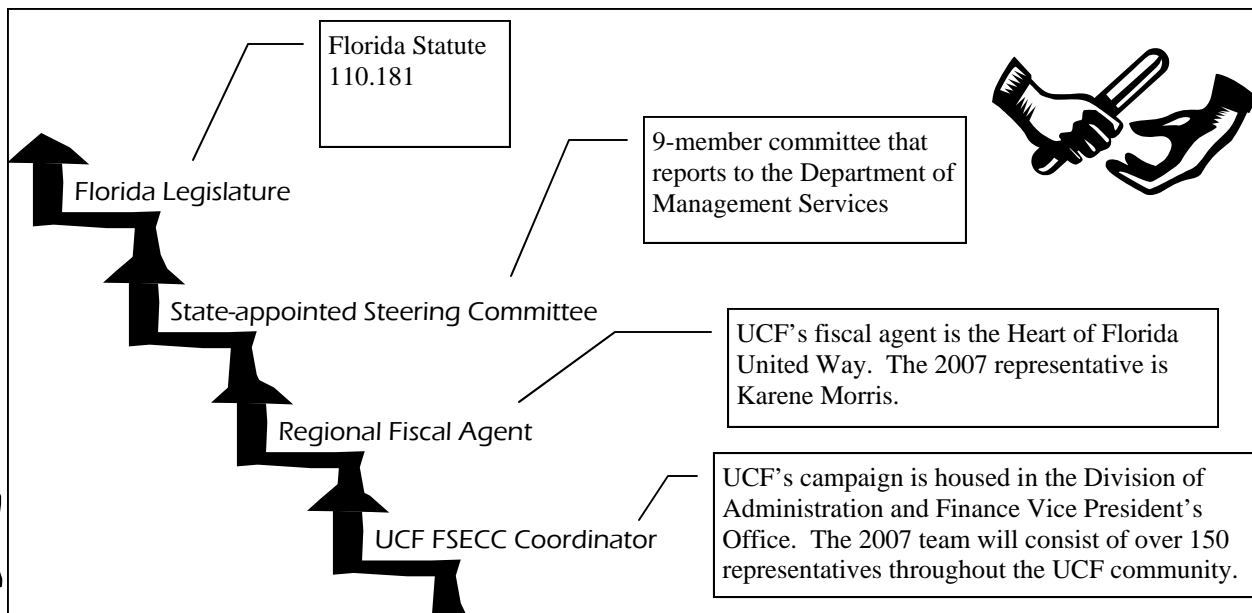 Florida Statute
110.181
Florida Legislature
9-member committee that
reports to the Department of
Management Services
State-appointed Steering Committee
UCF’s fiscal agent is the Heart of Florida
United Way.  The 2007 representative is
Karene Morris.
Regional Fiscal Agent
UCF’s campaign is housed in the Division of
Administration and Finance Vice President’s
Office.  The 2007 team will consist of over 150
representatives throughout the UCF community.
UCF FSECC Coordinator